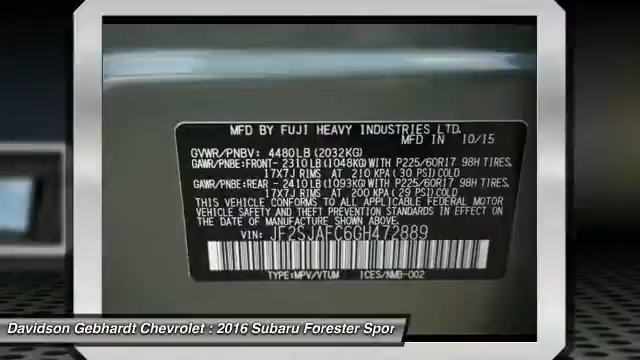 MFD BY FUJI HEAVY INDUSTRIES LTD.
MFD IN 10/15
GVWR/PNBV: 4480LB (2032KG)
GAWR/PNBE:FRONT- 2310LB (1048KG) WITH P225/60R17 98H TIRES,
17X7J RIMS AT 210 KPA (30 PSI) COLD
GAWR/PNBE:REAR - 2410LB (1093KG) WITH P225/60R17 98H TIRES,
17X7J RIMS AT 200 KPA (29 PSI) COLD
THIS VEHICLE CONFORMS TO ALL APPLICABLE FEDERAL MOTOR
VEHICLE SAFETY AND THEFT PREVENTION STANDARDS IN EFFECT ON
THE DATE OF MANUFACTURE SHOWN ABOVE.
VIN: JF2SJAFC6GH472889
TYPE:MPV/VTUM ICES/NMB-002
Davidson Gebhardt Chevrolet : 2016 Subaru Forester Spor